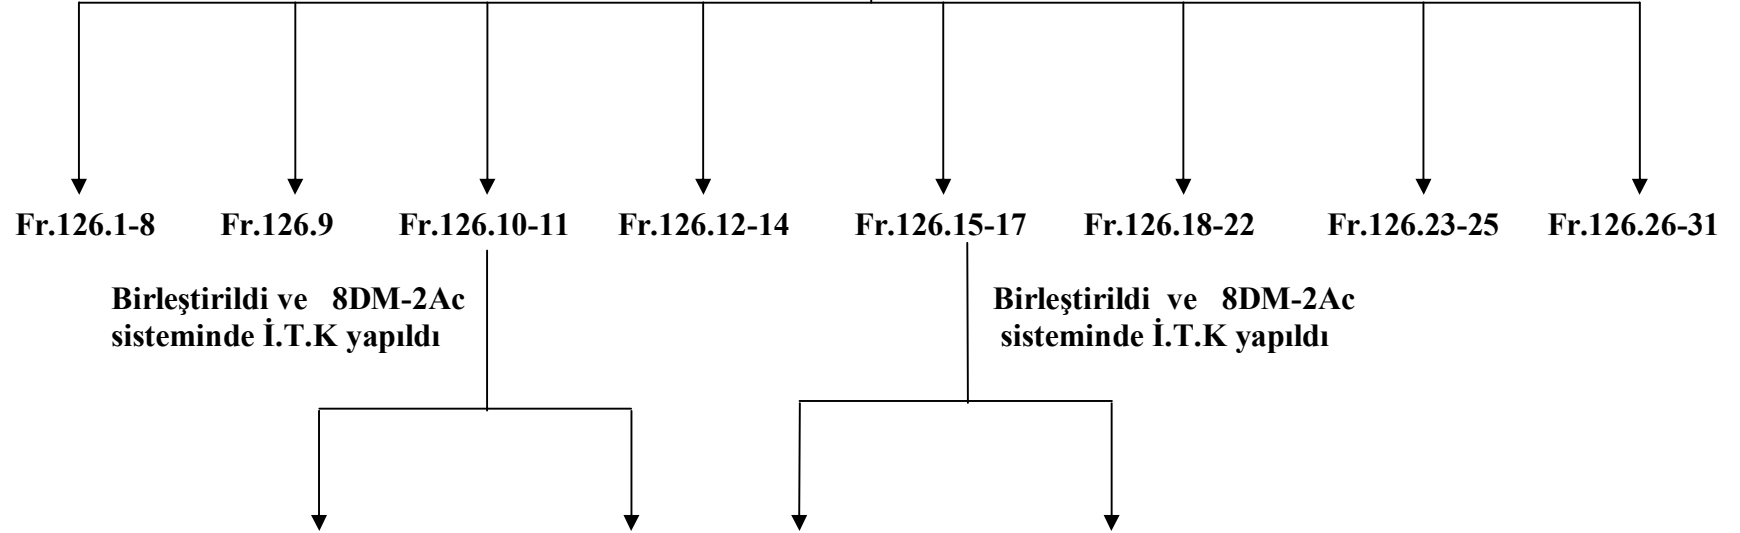 Fr.126.1-8 Fr.126.9 Fr.126.10-11 Fr.126.12-14 Fr.126.15-17 Fr.126.18-22 Fr.126.23-25 Fr.126.26-31
Birleştirildi ve 8DM-2Ac
sisteminde İ.T.K yapıldı
Birleştirildi ve 8DM-2Ac
sisteminde İ.T.K yapıldı